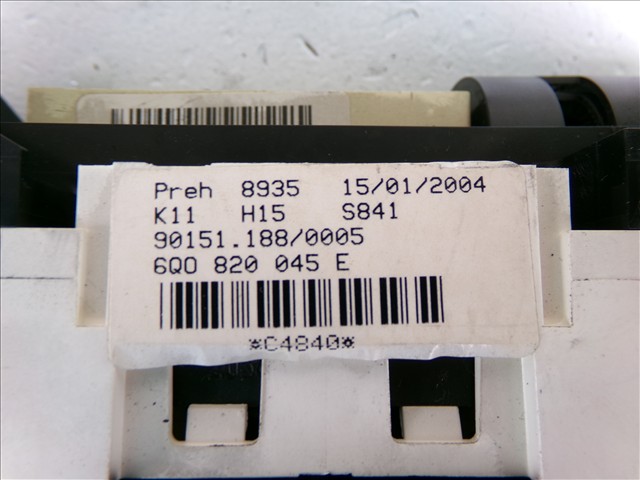 Preh 8935 15/01/2004
K11 H15 S841
90151.188/0005
6Q0 820 045 E
*C4840*